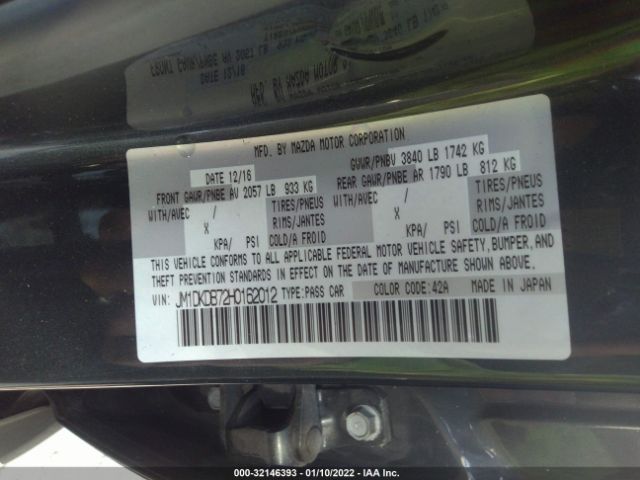 MFD. BY MAZDA MOTOR CORPORATION
DATE 12/16 GVWR/PNBV 3840 LB 1742 KG
FRONT GAWR/PNBE AV 2057 LB 933 KG REAR GAWR/PNBE AR 1790 LB 812 KG
WITH/AVEC / TIRES/PNEUS WITH/AVEC / TIRES/PNEUS
X RIMS/JANTES X RIMS/JANTES
KPA/ PSI COLD/A FROID KPA/ PSI COLD/A FROID
THIS VEHICLE CONFORMS TO ALL APPLICABLE FEDERAL MOTOR VEHICLE SAFETY, BUMPER, AND
THEFT PREVENTION STANDARDS IN EFFECT ON THE DATE OF MANUFACTURE SHOWN ABOVE.
VIN: JM1DKDB72H0162012 TYPE:PASS CAR COLOR CODE:42A MADE IN JAPAN
000-32146393 - 01/10/2022 - IAA Inc.